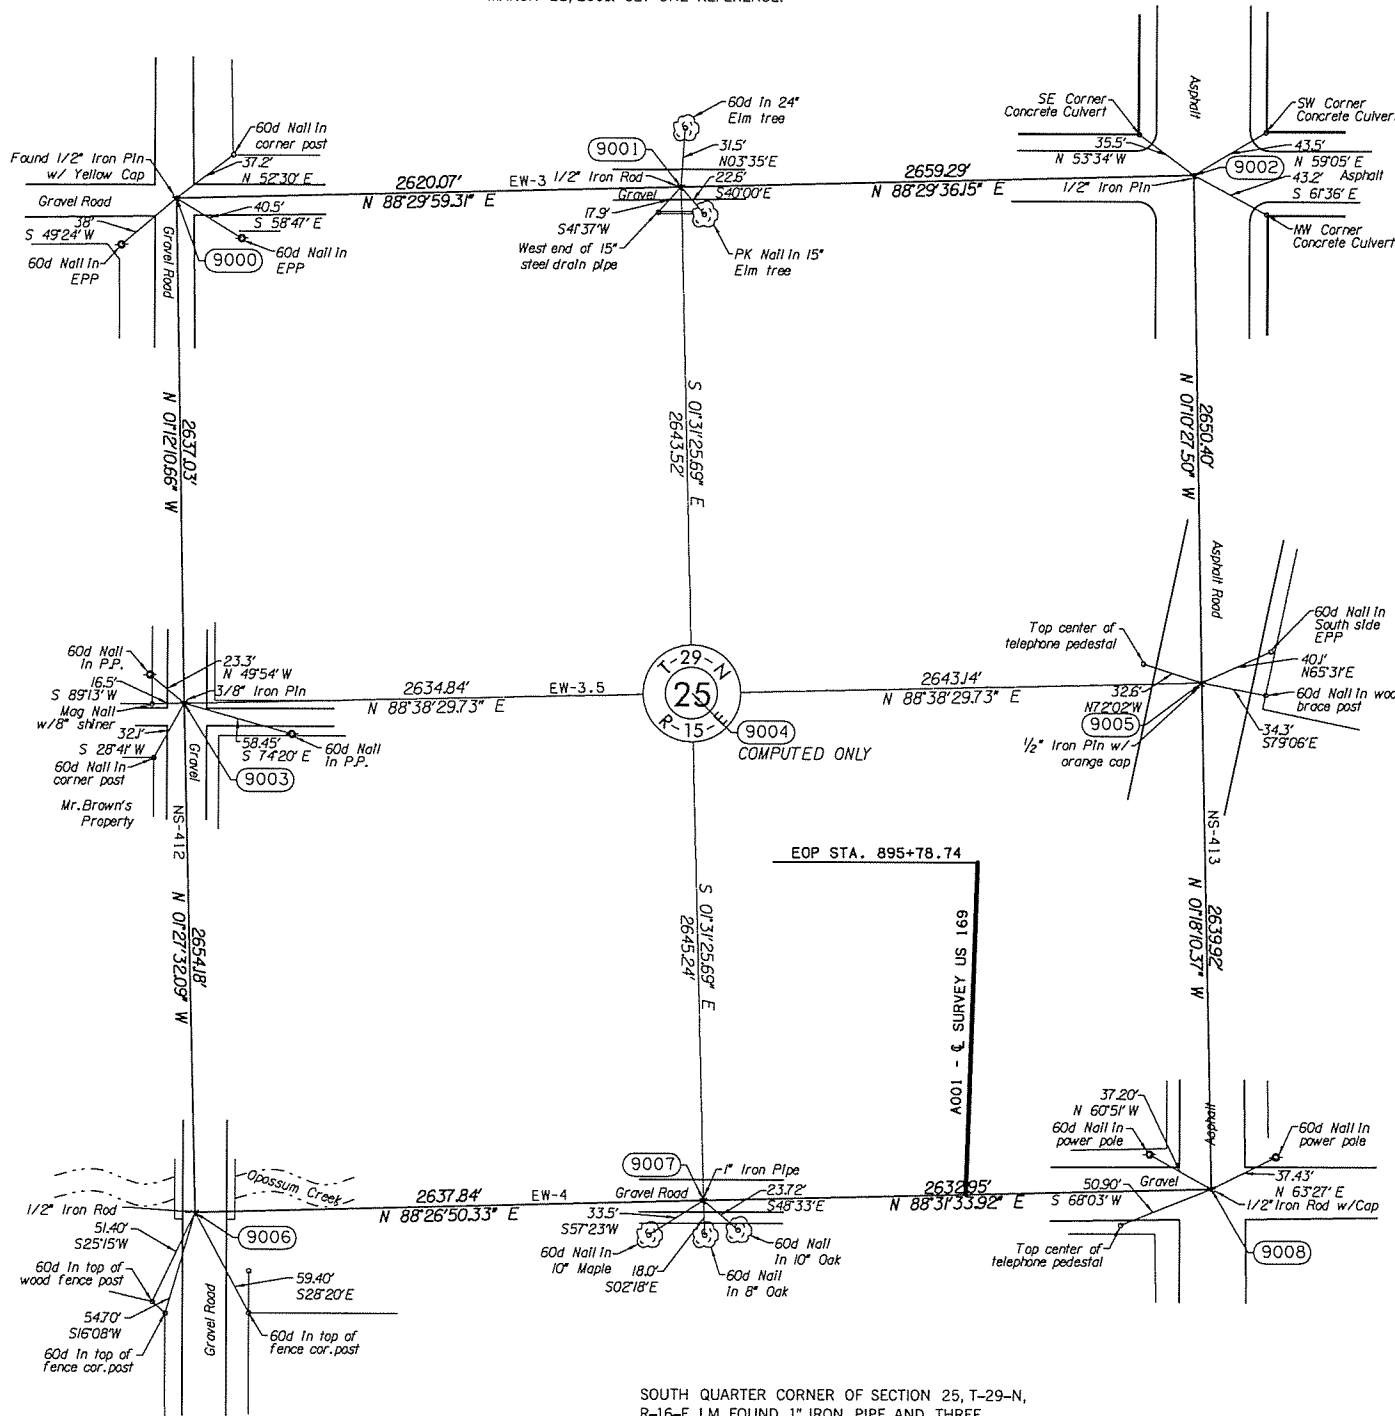 60d in 24"
Elm tree
31.5'
N03°35'E
9001
1/2" Iron Rod
22.6'
S40°00'E
Gravel
17.9'
S41°37'W
West end of 15"
steel drain pipe
PK Nail in 15"
Elm tree
60d Nail in
corner post
37.2'
N 52°30' E
Found 1/2" Iron Pin
w/ Yellow Cap
Gravel Road
40.5'
S 58°47' E
38'
S 49°24' W
60d Nail in
EPP
9000
60d Nail in
EPP
Gravel Road
2620.07'
N 88°29'59.31" E
EW-3
2659.29'
N 88°29'36.15" E
SE Corner
Concrete Culvert
Asphalt
SW Corner
Concrete Culvert
35.5'
N 53°34' W
43.5'
N 59°05' E
9002
1/2" Iron Pin
43.2'
Asphalt
S 61°36' E
NW Corner
Concrete Culvert
2637.03'
N 01°12'10.66" W
S 01°31'25.69" E
2643.52'
2650.40'
N 01°10'27.50" W
Asphalt Road
60d Nail
in P.P.
23.3'
N 49°54' W
16.5'
S 89°13' W
3/8" Iron Pin
Mag Nail
w/8" shiner
32.1'
S 28°41' W
58.45'
S 74°20' E
60d Nail
in P.P.
60d Nail in
corner post
Gravel
9003
Mr.Brown's
Property
NS-412
2634.84'
N 88°38'29.73" E
EW-3.5
T-29-N
25
R-15-E
9004
COMPUTED ONLY
2643.14'
N 88°38'29.73" E
Top center of
telephone pedestal
60d Nail in
South side
EPP
40.1'
N65°31'E
32.6'
N72°02'W
60d Nail in
brace post
9005
34.3'
S79°06'E
1/2" Iron Pin w/
orange cap
NS-413
EOP STA. 895+78.74
A001 - ℄ SURVEY US 169
2654.18'
N 01°27'32.09" W
S 01°31'25.69" E
2645.24'
2639.92'
N 01°18'10.37" W
Opossum Creek
1/2" Iron Rod
51.40'
S25°15'W
9006
60d in top of
wood fence post
59.40'
S28°20'E
54.70'
S16°08'W
60d in top of
fence cor.post
Gravel Road
60d in top of
fence cor.post
2637.84'
N 88°26'50.33" E
EW-4
9007
1" Iron Pipe
Gravel Road
23.72'
S48°33'E
33.5'
S57°23'W
60d Nail in
10" Maple
18.0'
S02°18'E
60d Nail
in 8" Oak
60d Nail
in 10" Oak
2632.95'
N 88°31'33.92" E
37.20'
N 60°51' W
60d Nail in
power pole
Asphalt
60d Nail in
power pole
50.90'
S 68°03' W
Gravel
37.43'
N 63°27' E
1/2" Iron Rod w/Cap
Top center of
telephone pedestal
9008
SOUTH QUARTER CORNER OF SECTION 25, T-29-N,
R-16-E I.M. FOUND 1" IRON PIPE AND THREE